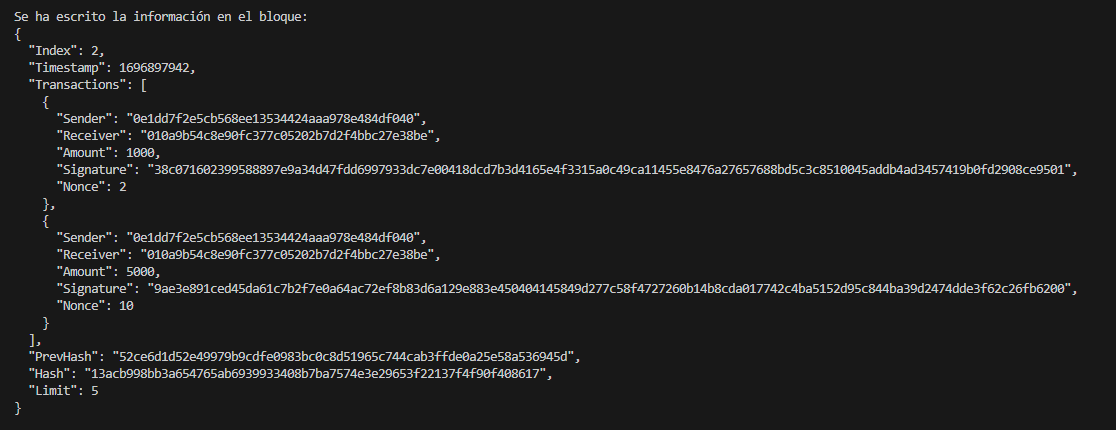 Se ha escrito la información en el bloque:
{
  "Index": 2,
  "Timestamp": 1696897942,
  "Transactions": [
    {
      "Sender": "0e1dd7f2e5cb568ee13534424aaa978e484df040",
      "Receiver": "010a9b54c8e90fc377c05202b7d2f4bbc27e38be",
      "Amount": 1000,
      "Signature": "38c071602399588897e9a34d47fdd6997933dc7e00418dcd7b3d4165e4f3315a0c49ca11455e8476a27657688bd5c3c8510045addb4ad3457419b0fd2908ce9501",
      "Nonce": 2
    },
    {
      "Sender": "0e1dd7f2e5cb568ee13534424aaa978e484df040",
      "Receiver": "010a9b54c8e90fc377c05202b7d2f4bbc27e38be",
      "Amount": 5000,
      "Signature": "9ae3e891ced45da61c7b2f7e0a64ac72ef8b83d6a129e883e450404145849d277c58f4727260b14b8cda017742c4ba5152d95c844ba39d2474dde3f62c26fb6200",
      "Nonce": 10
    }
  ],
  "PrevHash": "52ce6d1d52e49979b9cdfe0983bc0c8d51965c744cab3ffde0a25e58a536945d",
  "Hash": "13acb998bb3a654765ab6939933408b7ba7574e3e29653f22137f4f90f408617",
  "Limit": 5
}